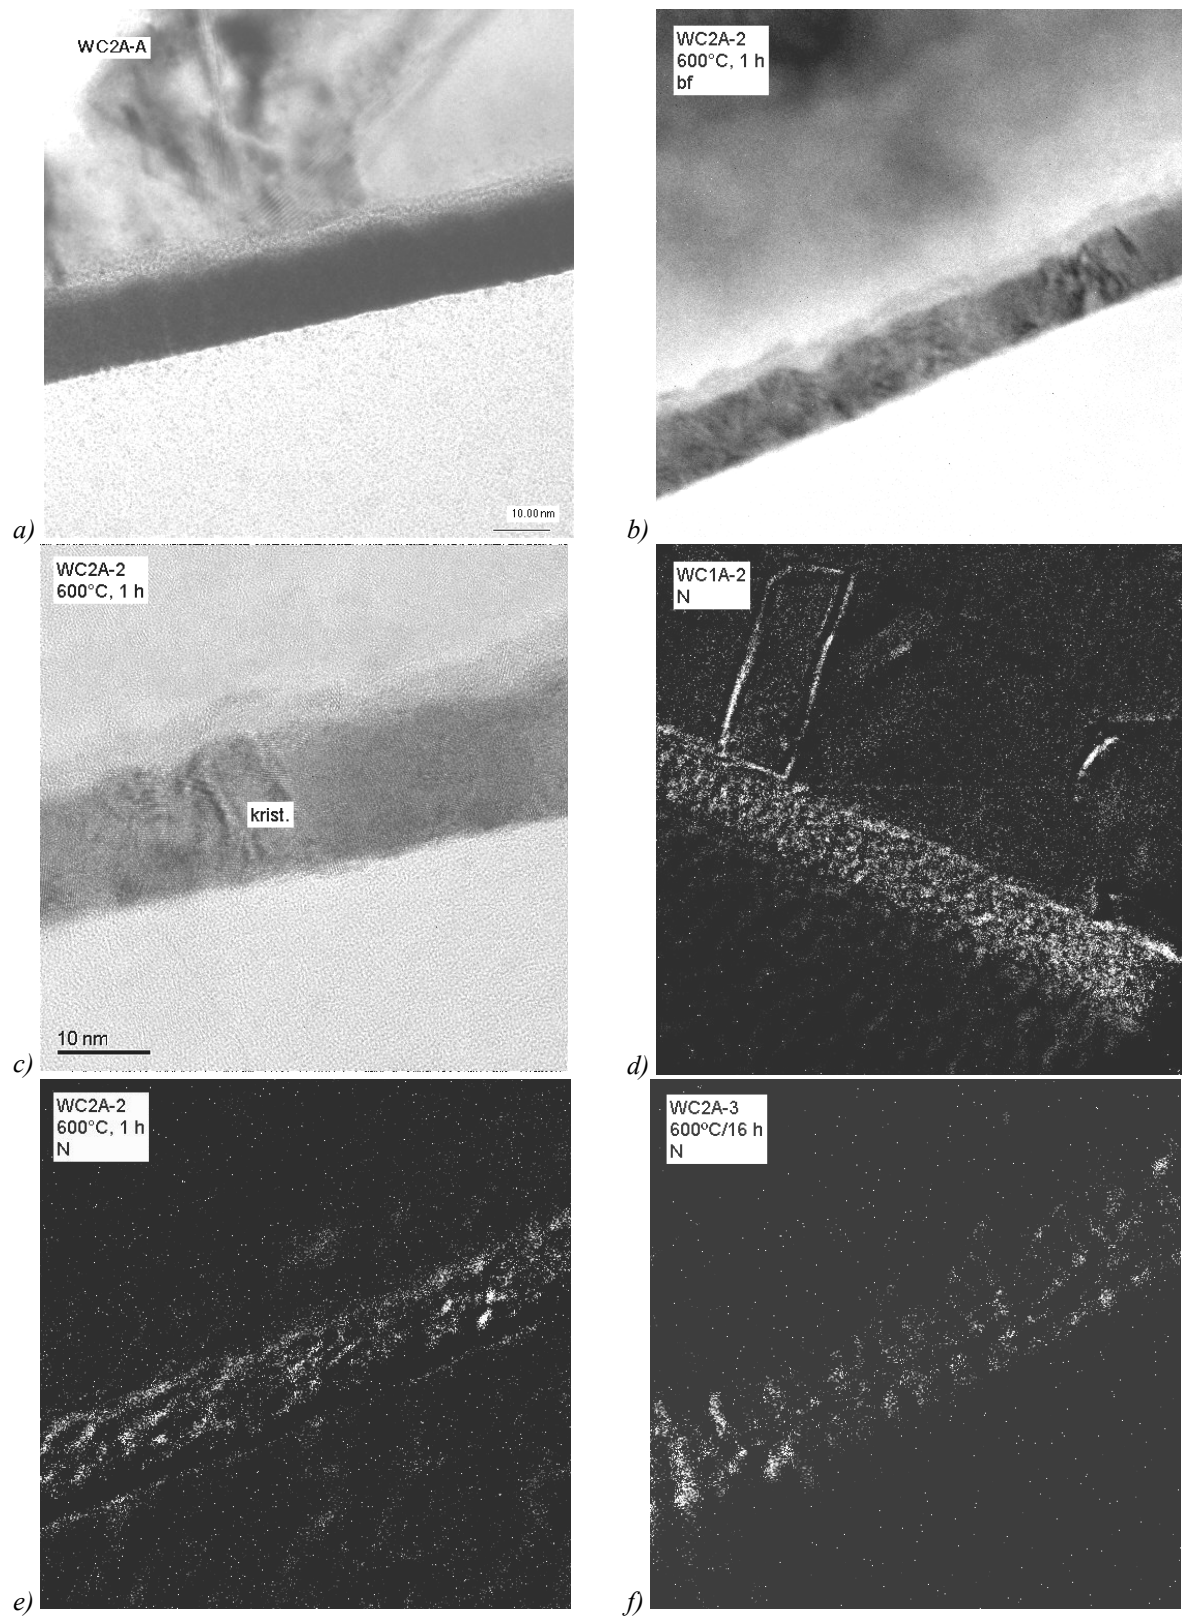 WC2A-A
10.00 nm
a)
WC2A-2
600°C, 1 h
bf
b)
WC2A-2
600°C, 1 h
krist.
10 nm
c)
WC1A-2
N
d)
WC2A-2
600°C, 1 h
N
e)
WC2A-3
600ºC/16 h
N
f)